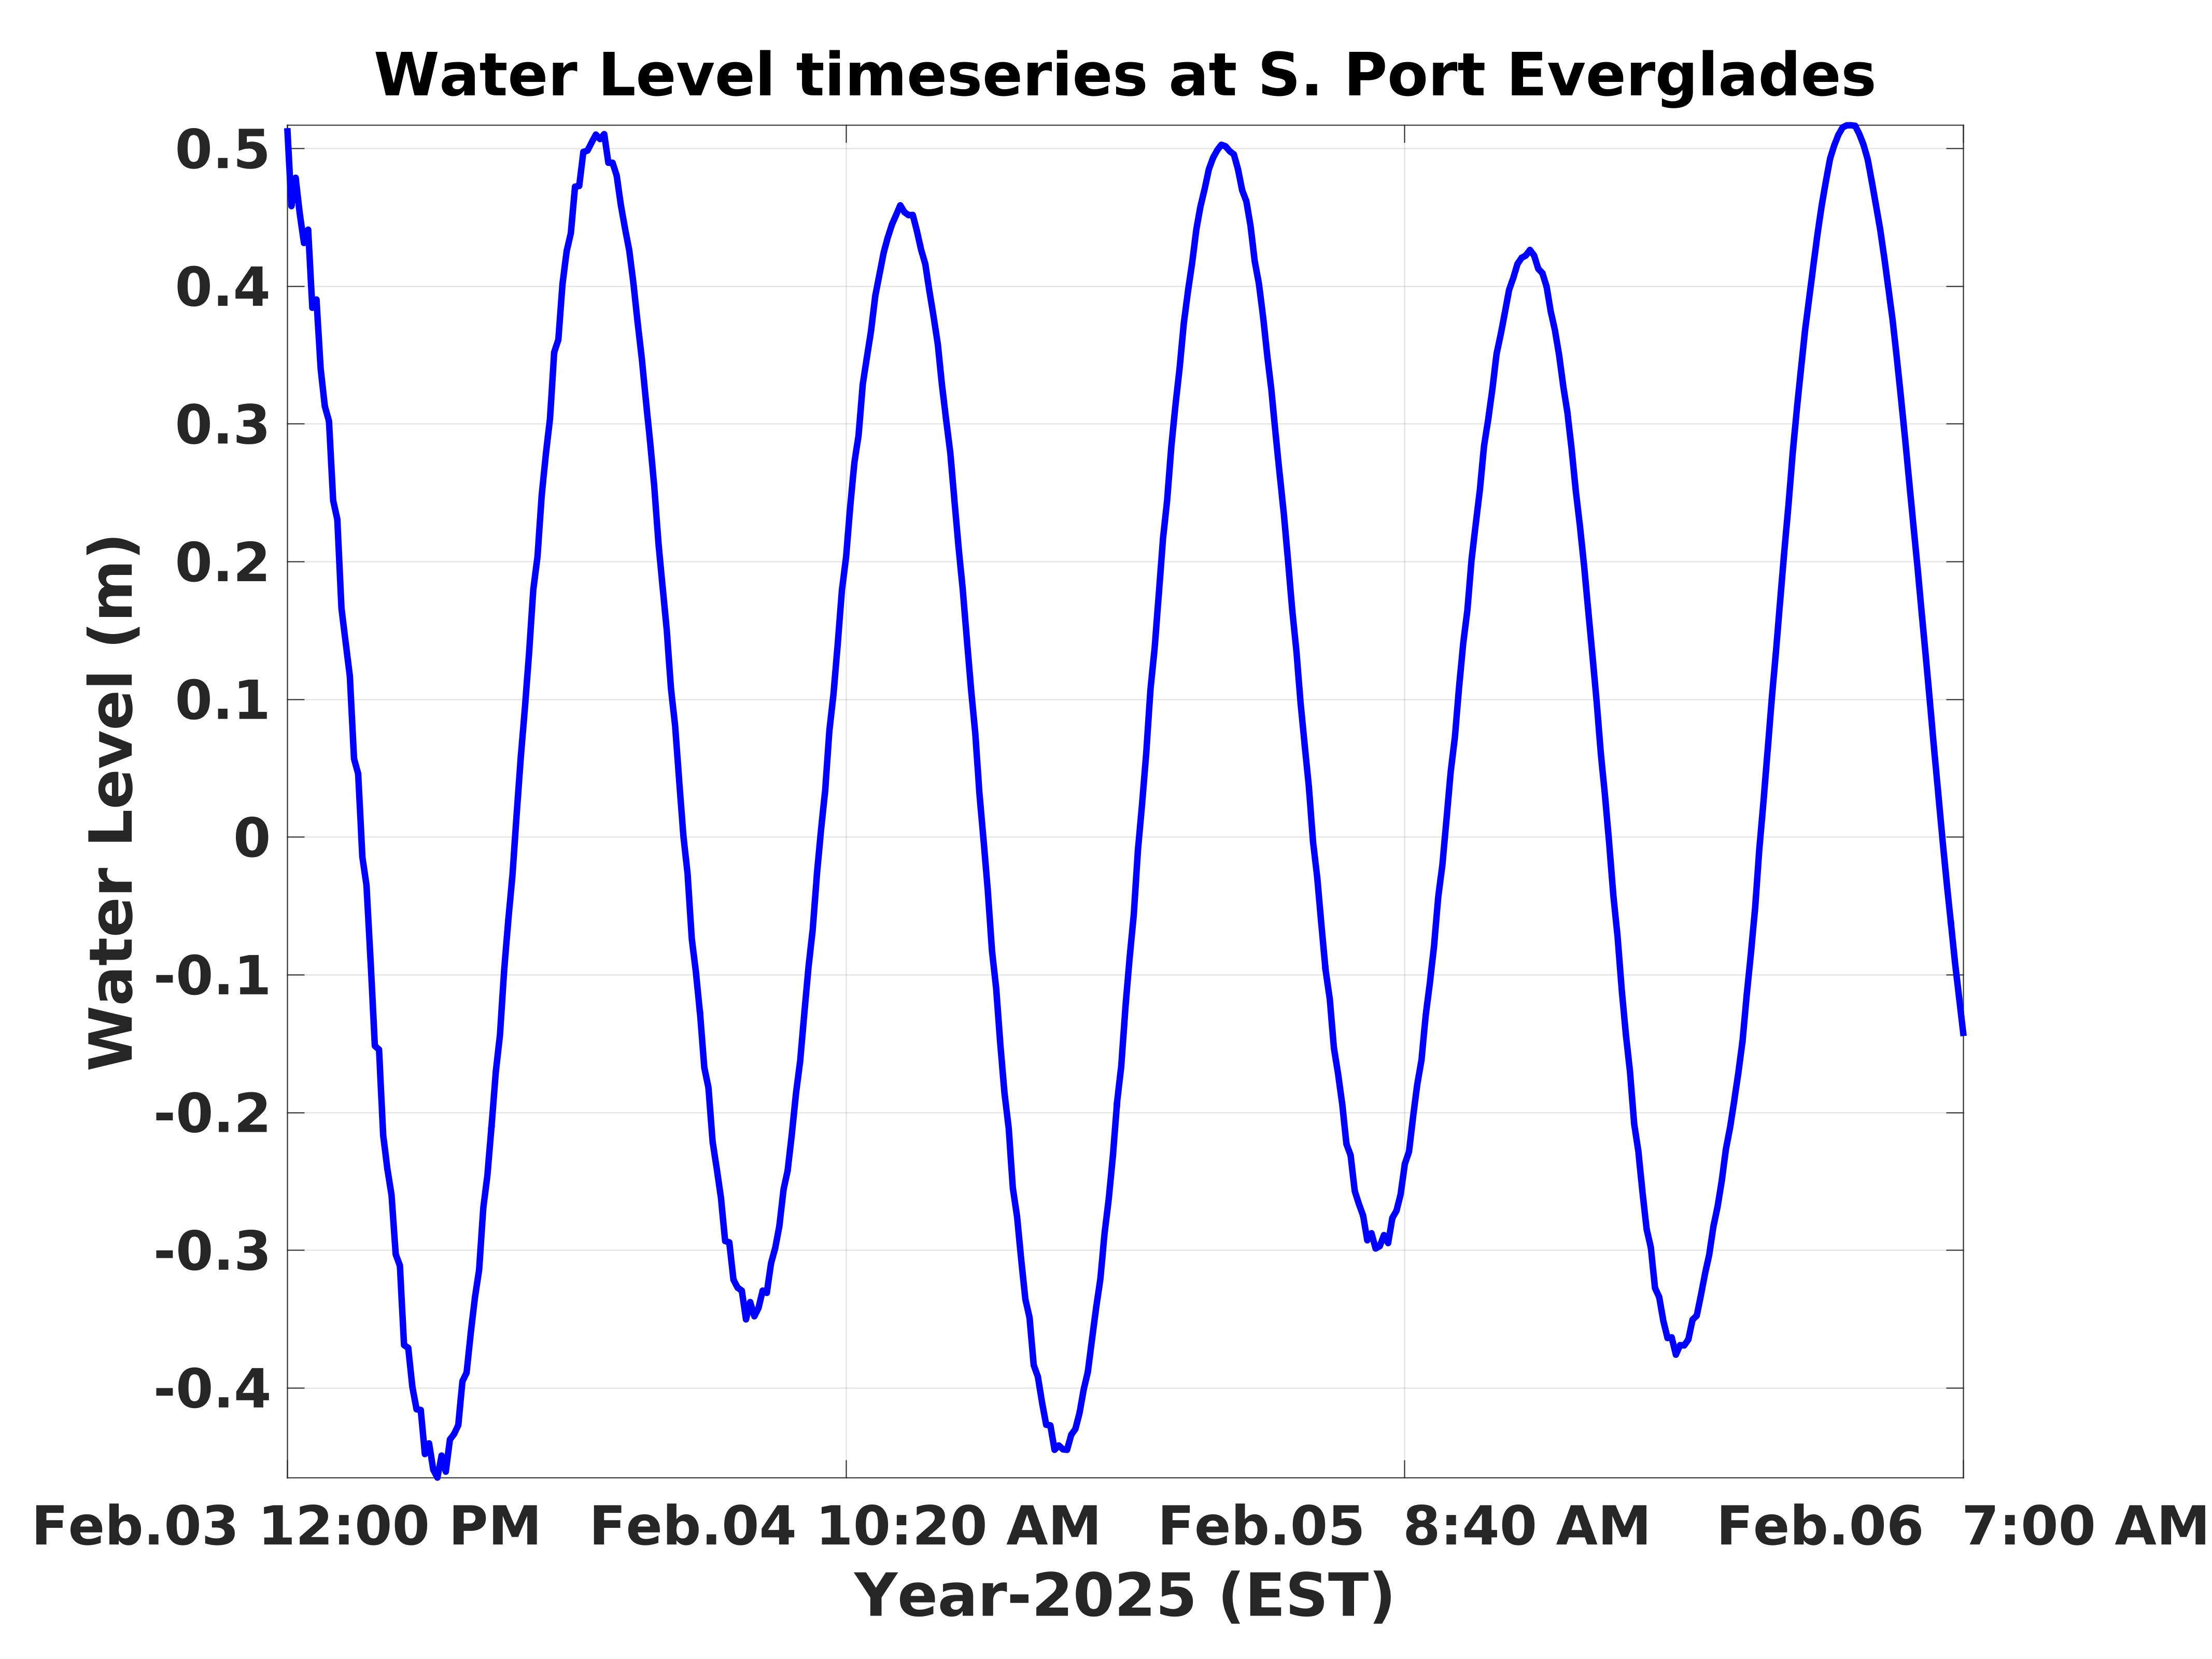 Water Level timeseries at S. Port Everglades
Water Level (m)
0.5
0.4
0.3
0.2
0.1
0
-0.1
-0.2
-0.3
-0.4
Feb.03 12:00 PM Feb.04 10:20 AM Feb.05 8:40 AM Feb.06 7:00 AM
Year-2025 (EST)